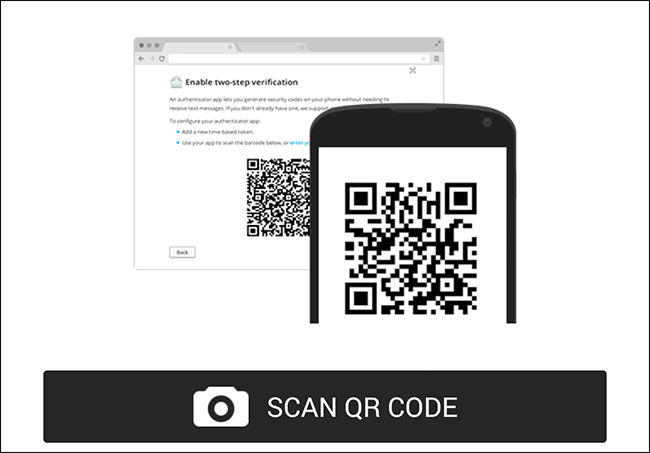 Enable two-step verification
An authenticator app lets you generate security codes on your phone without needing to
receive text messages. If you don't already have one, we support
To configure your authenticator app:
Add a new time-based token.
Use your app to scan the barcode below, or enter
Back
SCAN QR CODE